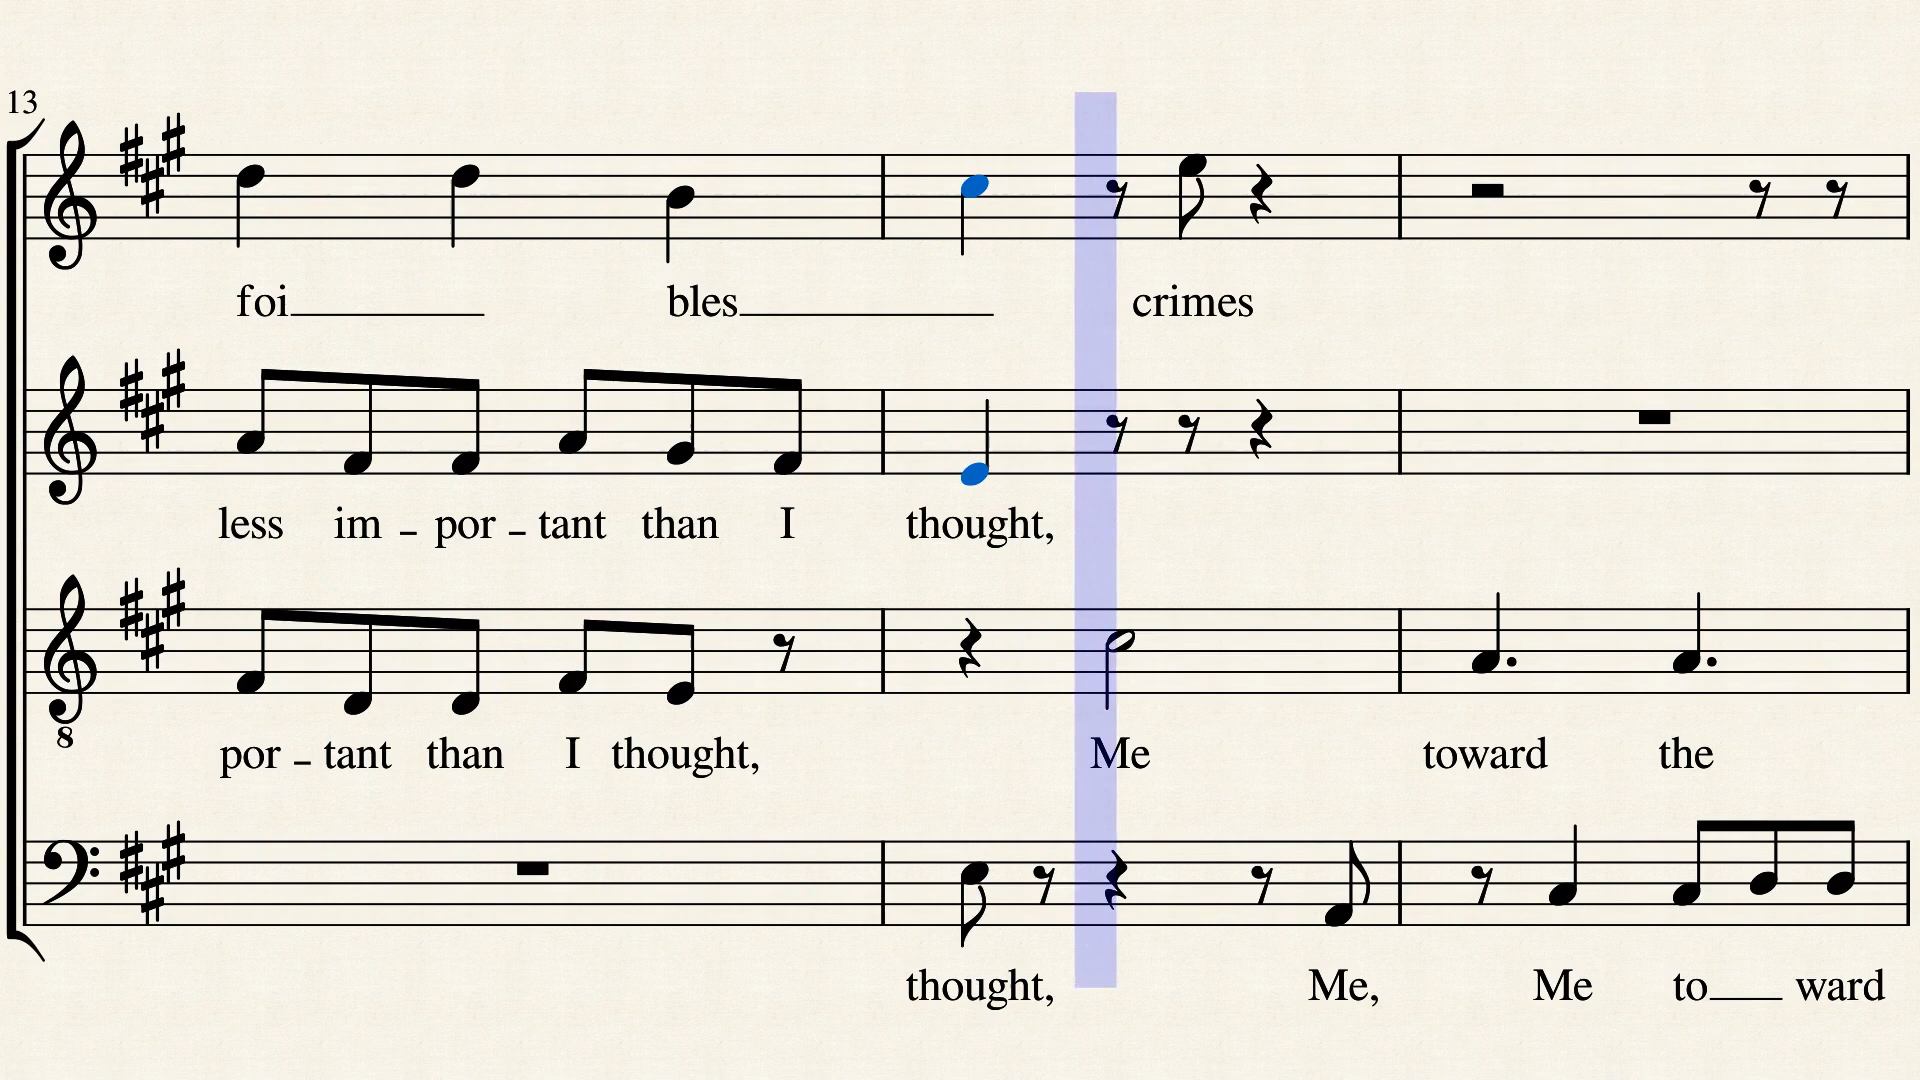 13
foi bles crimes
less im - por - tant than I thought,
8
por - tant than I thought, Me toward the
thought, Me, Me to ward